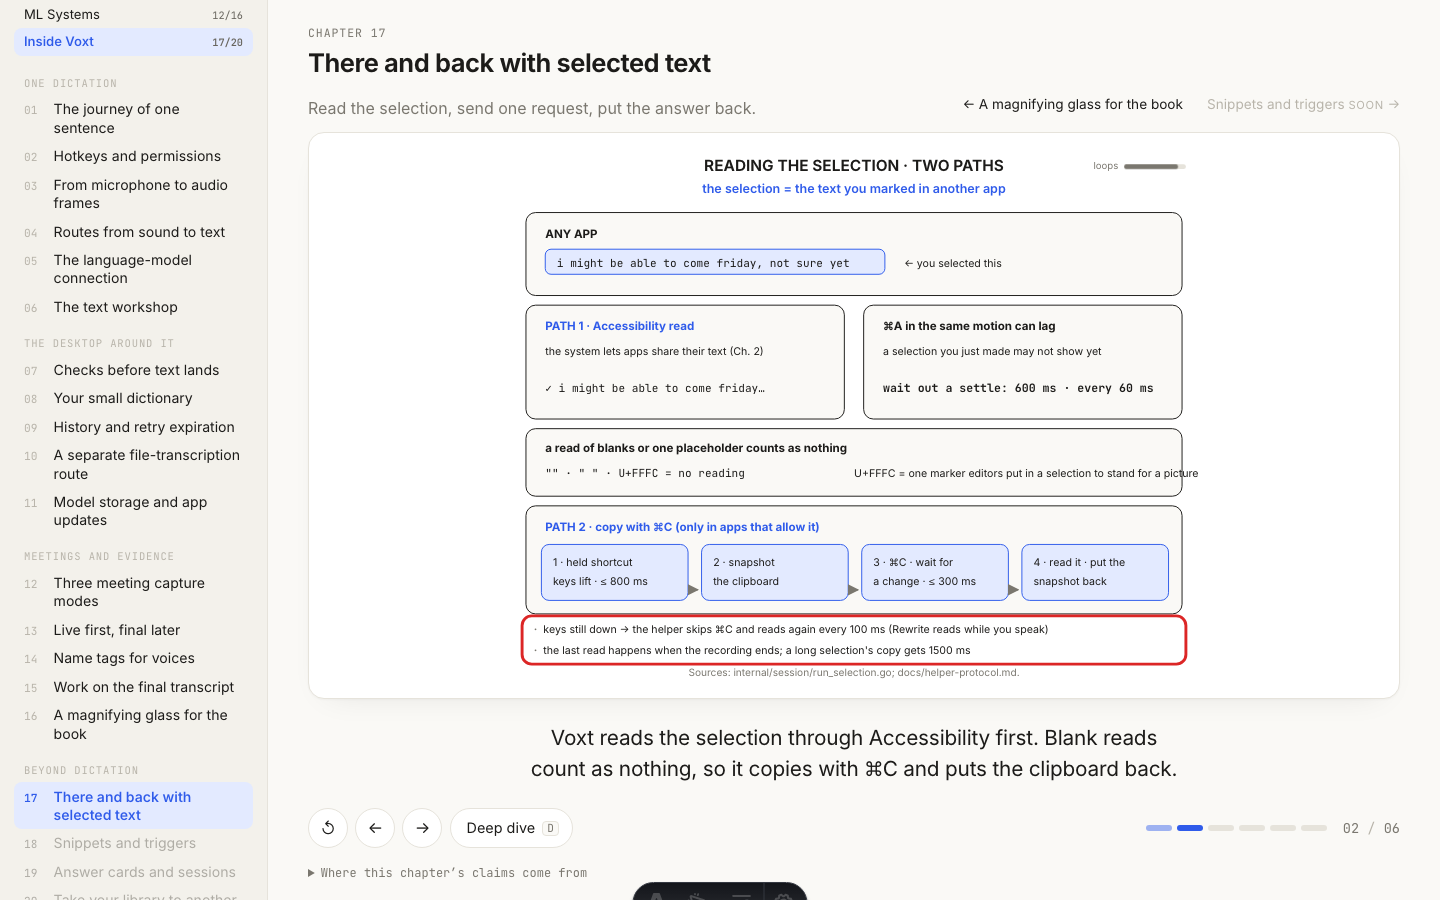 ML Systems 12/16
Inside Voxt 17/20
ONE DICTATION
01 The journey of one
sentence
02 Hotkeys and permissions
03 From microphone to audio
frames
04 Routes from sound to text
05 The language-model
connection
06 The text workshop
THE DESKTOP AROUND IT
07 Checks before text lands
08 Your small dictionary
09 History and retry expiration
10 A separate file-transcription
route
11 Model storage and app
updates
MEETINGS AND EVIDENCE
12 Three meeting capture
modes
13 Live first, final later
14 Name tags for voices
15 Work on the final transcript
16 A magnifying glass for the
book
BEYOND DICTATION
17 There and back with
selected text
18 Snippets and triggers
19 Answer cards and sessions
20 Take your library to another
CHAPTER 17
There and back with selected text
Read the selection, send one request, put the answer back.
← A magnifying glass for the book
Snippets and triggers SOON →
READING THE SELECTION · TWO PATHS
loops
the selection = the text you marked in another app
ANY APP
i might be able to come friday, not sure yet
← you selected this
PATH 1 · Accessibility read
the system lets apps share their text (Ch. 2)
✓ i might be able to come friday…
⌘A in the same motion can lag
a selection you just made may not show yet
wait out a settle: 600 ms · every 60 ms
a read of blanks or one placeholder counts as nothing
"" · " " · U+FFFC = no reading
U+FFFC = one marker editors put in a selection to stand for a picture
PATH 2 · copy with ⌘C (only in apps that allow it)
1 · held shortcut
keys lift · ≤ 800 ms
2 · snapshot
the clipboard
3 · ⌘C · wait for
a change · ≤ 300 ms
4 · read it · put the
snapshot back
· keys still down → the helper skips ⌘C and reads again every 100 ms (Rewrite reads while you speak)
· the last read happens when the recording ends; a long selection's copy gets 1500 ms
Sources: internal/session/run_selection.go; docs/helper-protocol.md.
Voxt reads the selection through Accessibility first. Blank reads
count as nothing, so it copies with ⌘C and puts the clipboard back.
Deep dive D
02 / 06
▶ Where this chapter's claims come from